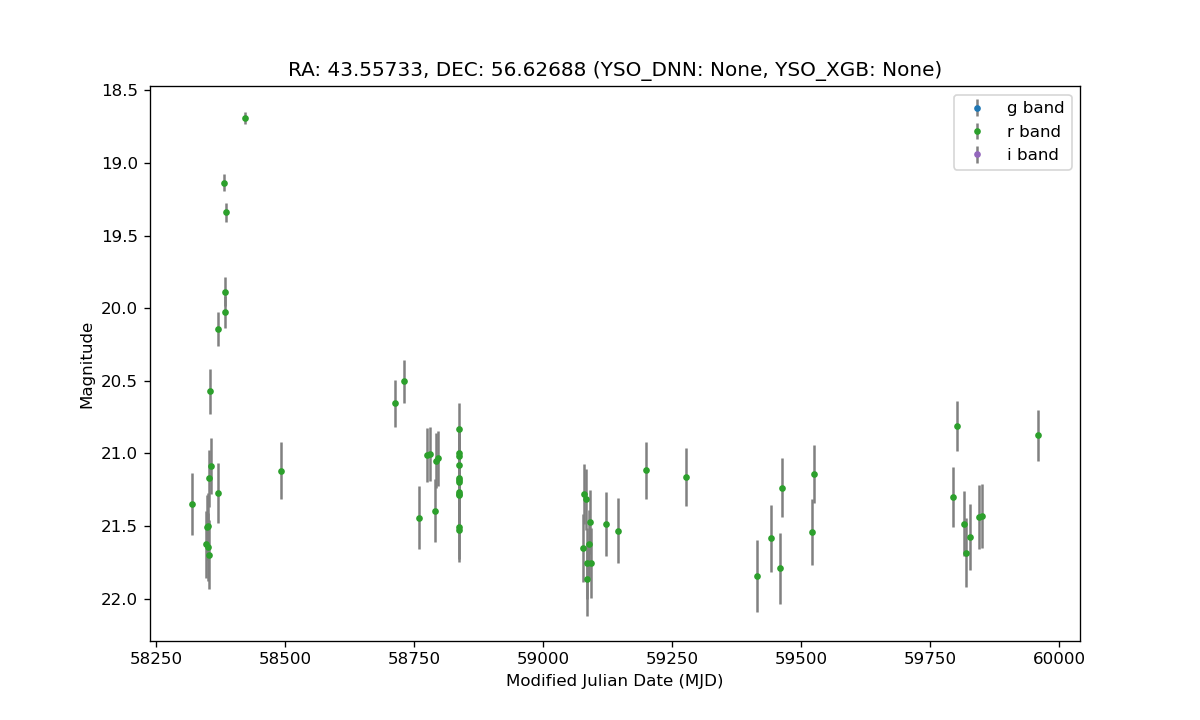 RA: 43.55733, DEC: 56.62688 (YSO_DNN: None, YSO_XGB: None)
18.5
19.0
19.5
20.0
20.5
21.0
21.5
22.0
Magnitude
g band
r band
i band
58250 58500 58750 59000 59250 59500 59750 60000
Modified Julian Date (MJD)